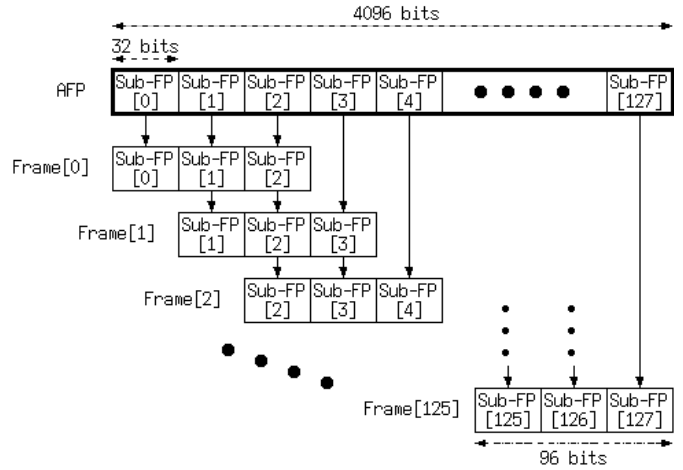 4096 bits
32 bits
AFP
Sub-FP Sub-FP Sub-FP Sub-FP Sub-FP Sub-FP
[0] [1] [2] [3] [4] [127]
Frame[0]
Sub-FP Sub-FP Sub-FP
[0] [1] [2]
Frame[1]
Sub-FP Sub-FP Sub-FP
[1] [2] [3]
Frame[2]
Sub-FP Sub-FP Sub-FP
[2] [3] [4]
Frame[125]
Sub-FP Sub-FP Sub-FP
[125] [126] [127]
96 bits